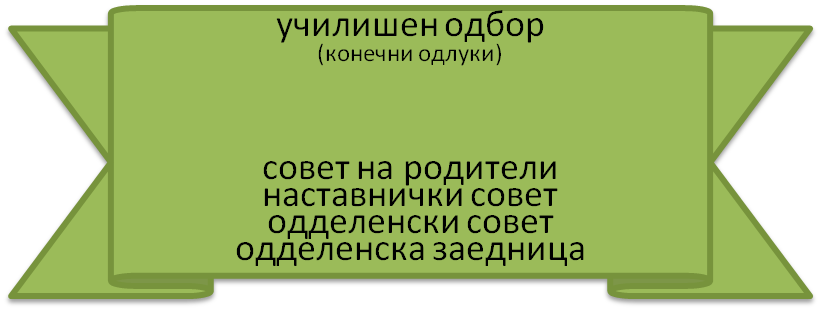 училишен одбор
(конечни одлуки)
совет на родители
наставнички совет
одделенски совет
одделенска заедница